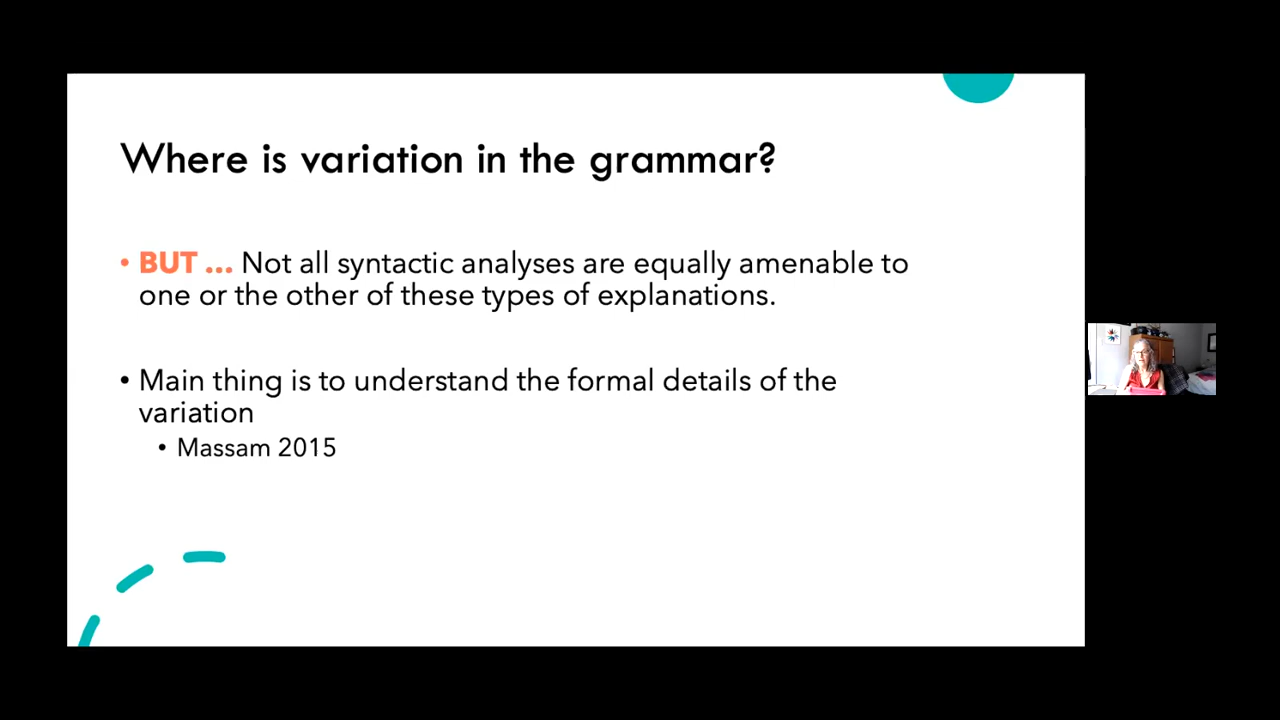 Where is variation in the grammar?
• BUT ... Not all syntactic analyses are equally amenable to
one or the other of these types of explanations.
• Main thing is to understand the formal details of the
variation
• Massam 2015